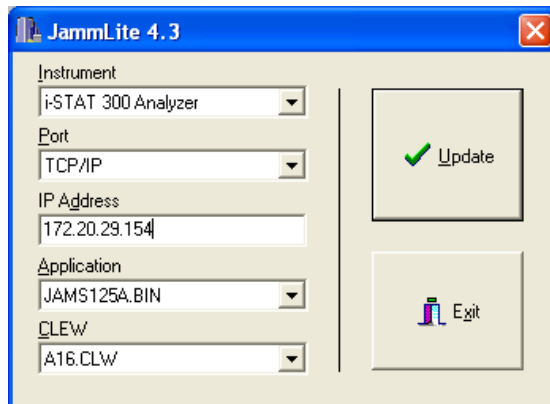 JammLite 4.3
Instrument
i-STAT 300 Analyzer
Port
TCP/IP
IP Address
172.20.29.154
Application
JAMS125A.BIN
CLEW
A16.CLW
Update
Exit